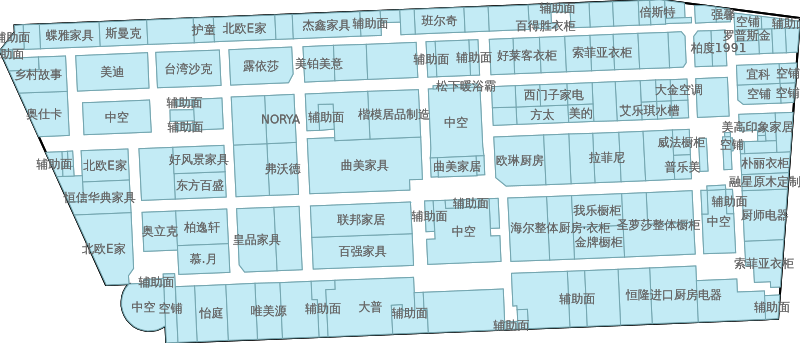 辅助面
蝶雅家具
斯曼克
护童
北欧E家
杰鑫家具
辅助面
班尔奇
辅助面
百得胜衣柜
倍斯特
强馨
空铺
辅助
辅助面
乡村故事
美迪
台湾沙克
露依莎
美铂美意
辅助面
辅助面
好莱客衣柜
索菲亚衣柜
柏度1991
罗普斯金
宜科
空铺
奥仕卡
中空
辅助面
辅助面
NORYA
辅助面
楷模居品制造
松下暖浴霸
中空
西门子家电
大金空调
方太
美的
艾乐琪水槽
空铺
空铺
美高印象家居
辅助面
北欧E家
好风景家具
东方百盛
弗沃德
曲美家具
曲美家居
欧琳厨房
拉菲尼
威法橱柜
普乐美
空铺
朴丽衣柜
融星原木定制
恒信华典家具
北欧E家
奥立克
柏逸轩
慕.月
皇品家具
联邦家居
百强家具
辅助面
辅助面
中空
海尔整体厨房
我乐橱柜
·衣柜
金牌橱柜
圣萝莎整体橱柜
辅助面
中空
厨师电器
索菲亚衣柜
辅助面
中空
空铺
怡庭
唯美源
辅助面
大普
辅助面
辅助面
辅助面
恒隆进口厨房电器
辅助面